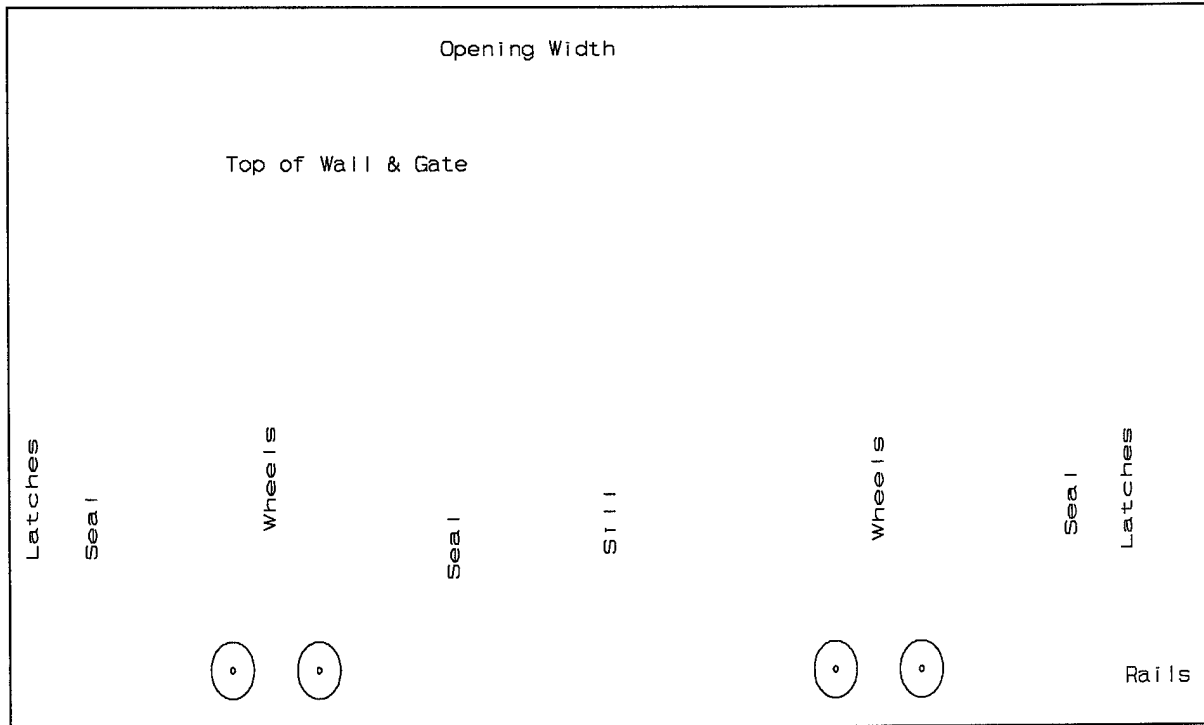 Opening Width
Top of Wall & Gate
Latches
Seal
Wheels
Seal
Sill
Wheels
Seal
Latches
Rails